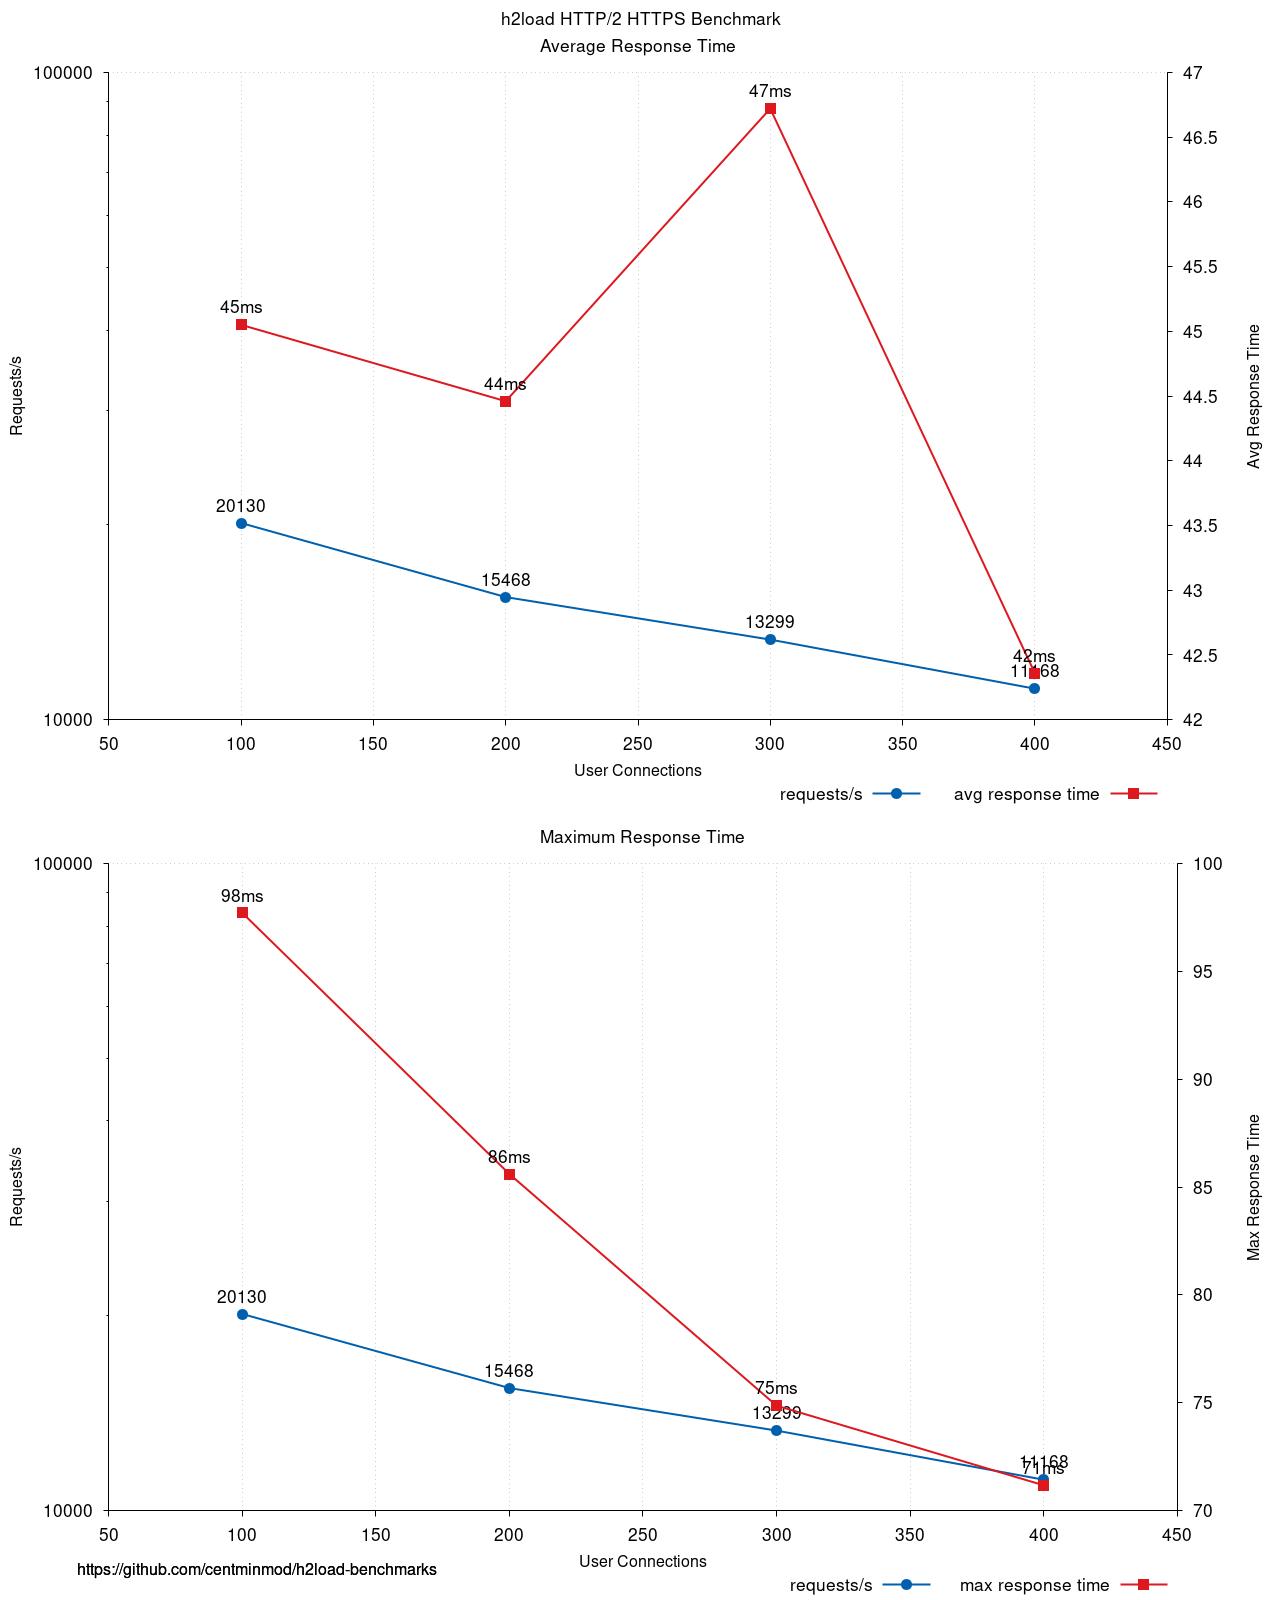 h2load HTTP/2 HTTPS Benchmark
Average Response Time
100000
47
47ms
46.5
46
45.5
45ms
45
Requests/s
Avg Response Time
44ms
44.5
44
20130
43.5
15468
43
13299
42ms
42.5
11168
10000
42
50 100 150 200 250 300 350 400 450
User Connections
requests/s avg response time
Maximum Response Time
100000
100
98ms
95
90
86ms
85
Requests/s
Max Response Time
20130
80
15468
75ms
75
13299
11168
71ms
10000
70
50 100 150 200 250 300 350 400 450
User Connections
https://github.com/centminmod/h2load-benchmarks
requests/s max response time